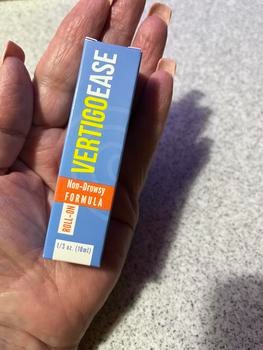 VERTIGOEASE
Non-Drowsy
FORMULA
ROLL-ON
1/3 oz. (10ml)